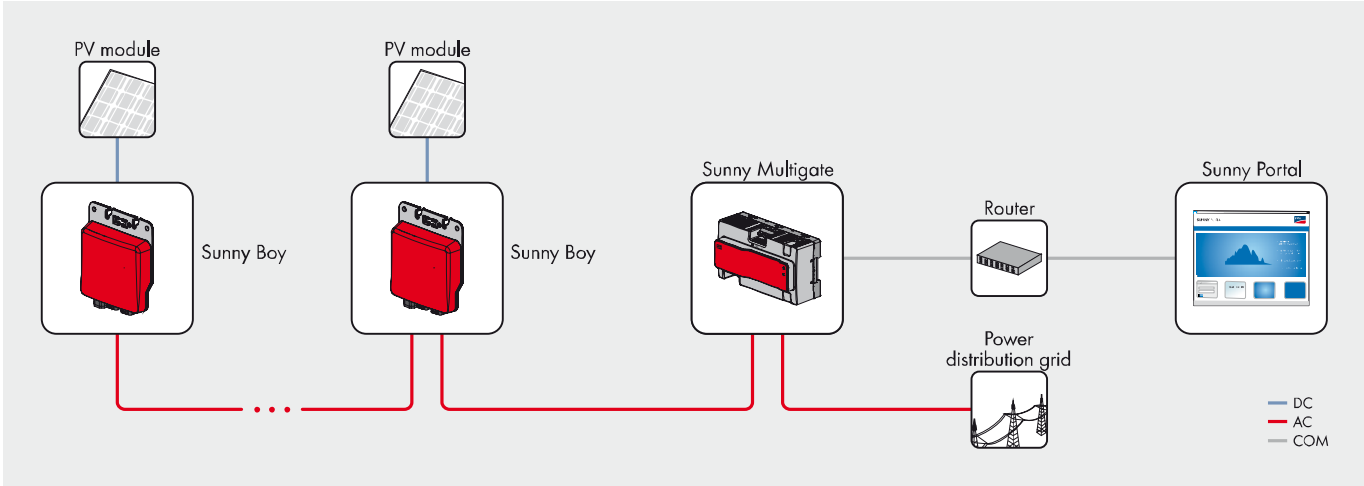 PV module
PV module
Sunny Multigate
Sunny Portal
Router
Sunny Boy
Sunny Boy
Power
distribution grid
DC
AC
COM